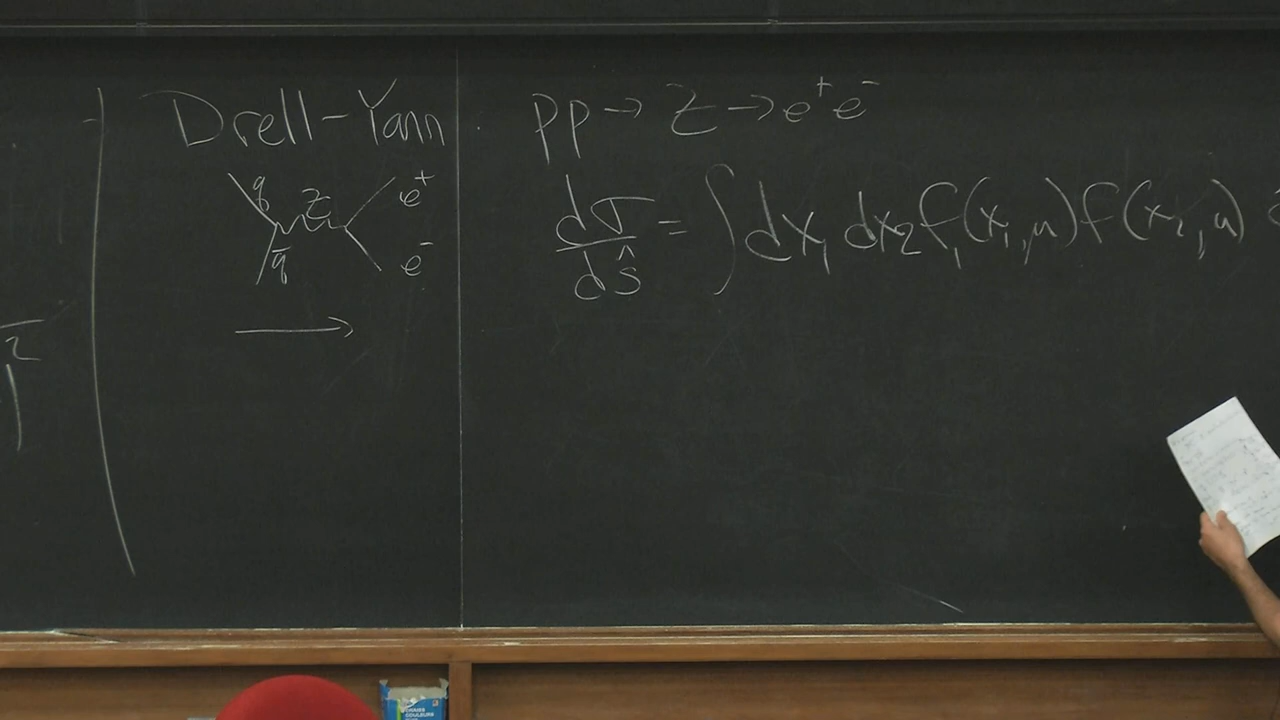 Drell-Yann
q Z e⁺
q̄ e⁻
pp → Z → e⁺e⁻
dσ/dŝ = ∫ dx₁ dx₂ f₁(x₁, μ) f(x₂, μ)